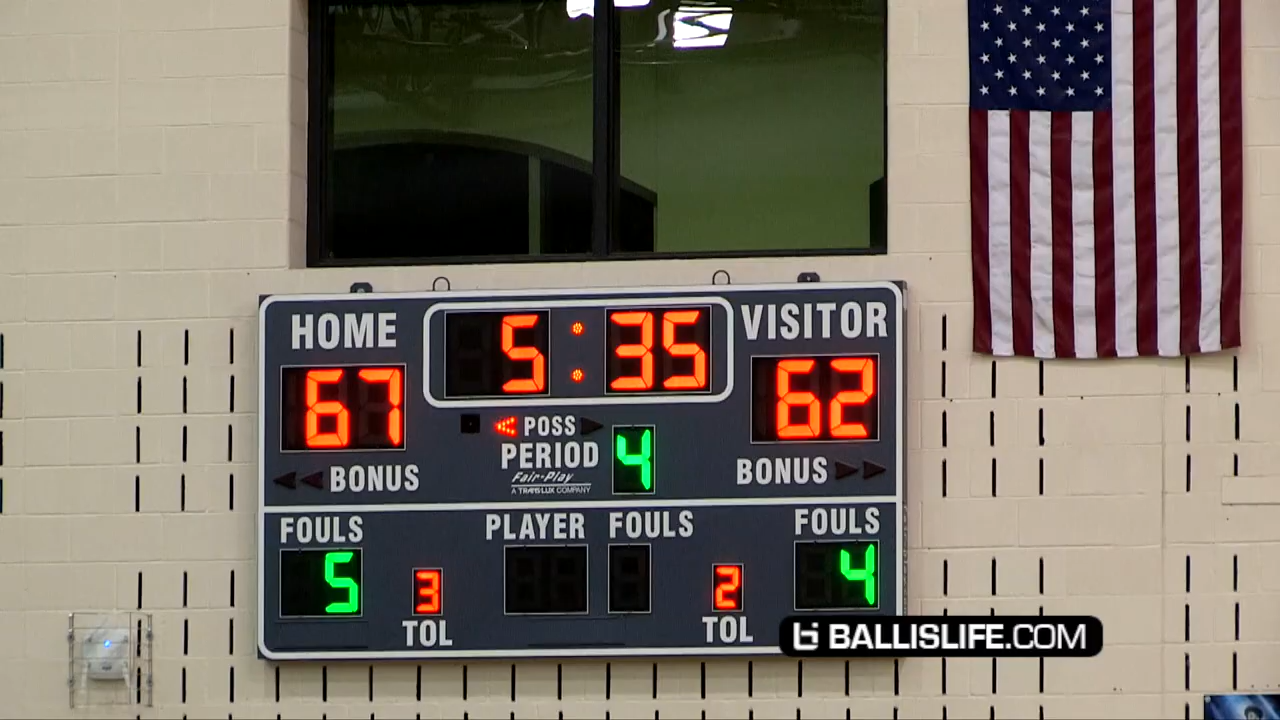 HOME 5:35 VISITOR
67 62
POSS
PERIOD 4
BONUS BONUS
Fair-Play
A TRANS-LUX COMPANY
FOULS PLAYER FOULS FOULS
5 3 2 4
TOL TOL
BALLISLIFE.COM